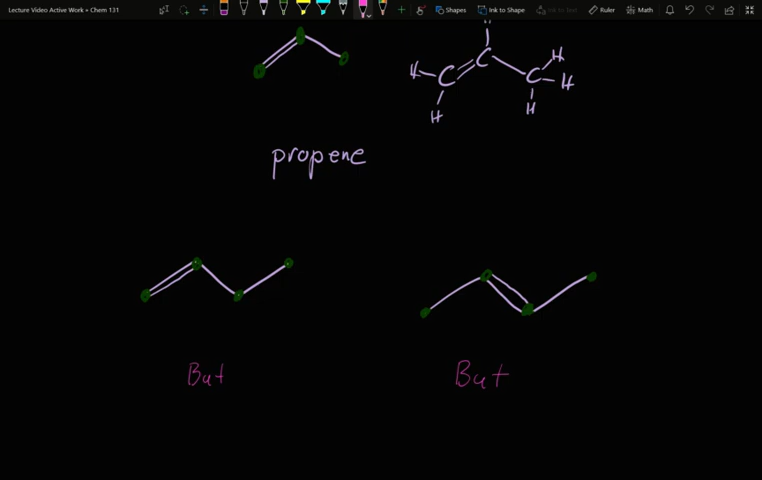 Lecture Video Active Work • Chem 131
Shapes
Ink to Shape
Ink to Text
Ruler
Math
H
H C C
C H
H
H H
propene
But But